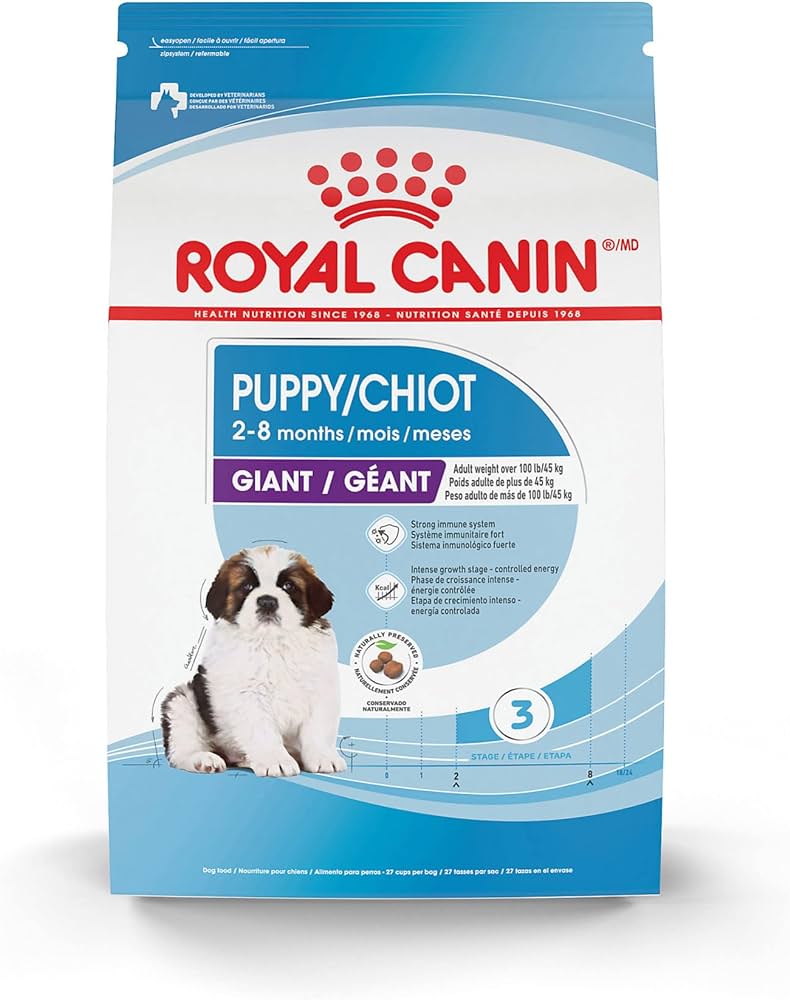 easyopen / facile à ouvrir / fácil apertura
zipsystem / refermable
DEVELOPED BY VETERINARIANS
CONÇUE PAR DES VÉTÉRINAIRES
DESARROLLADO POR VETERINARIOS
ROYAL CANIN ®/MD
HEALTH NUTRITION SINCE 1968 - NUTRITION SANTÉ DEPUIS 1968
PUPPY/CHIOT
2-8 months/mois/meses
GIANT / GÉANT
Adult weight over 100 lb/45 kg
Poids adulte de plus de 45 kg
Peso adulto de más de 100 lb/45 kg
Strong immune system
Système immunitaire fort
Sistema inmunológico fuerte
Kcal
Intense growth stage - controlled energy
Phase de croissance intense -
énergie contrôlée
Etapa de crecimiento intenso -
energía controlada
NATURALLY PRESERVED
NATURELLEMENT CONSERVÉE
CONSERVADO
NATURALMENTE
3
STAGE / ÉTAPE / ETAPA
0 1 2 8 18/24
Dog food / Nourriture pour chiens / Alimento para perros - 27 cups per bag / 27 tasses par sac / 27 tazas en el envase